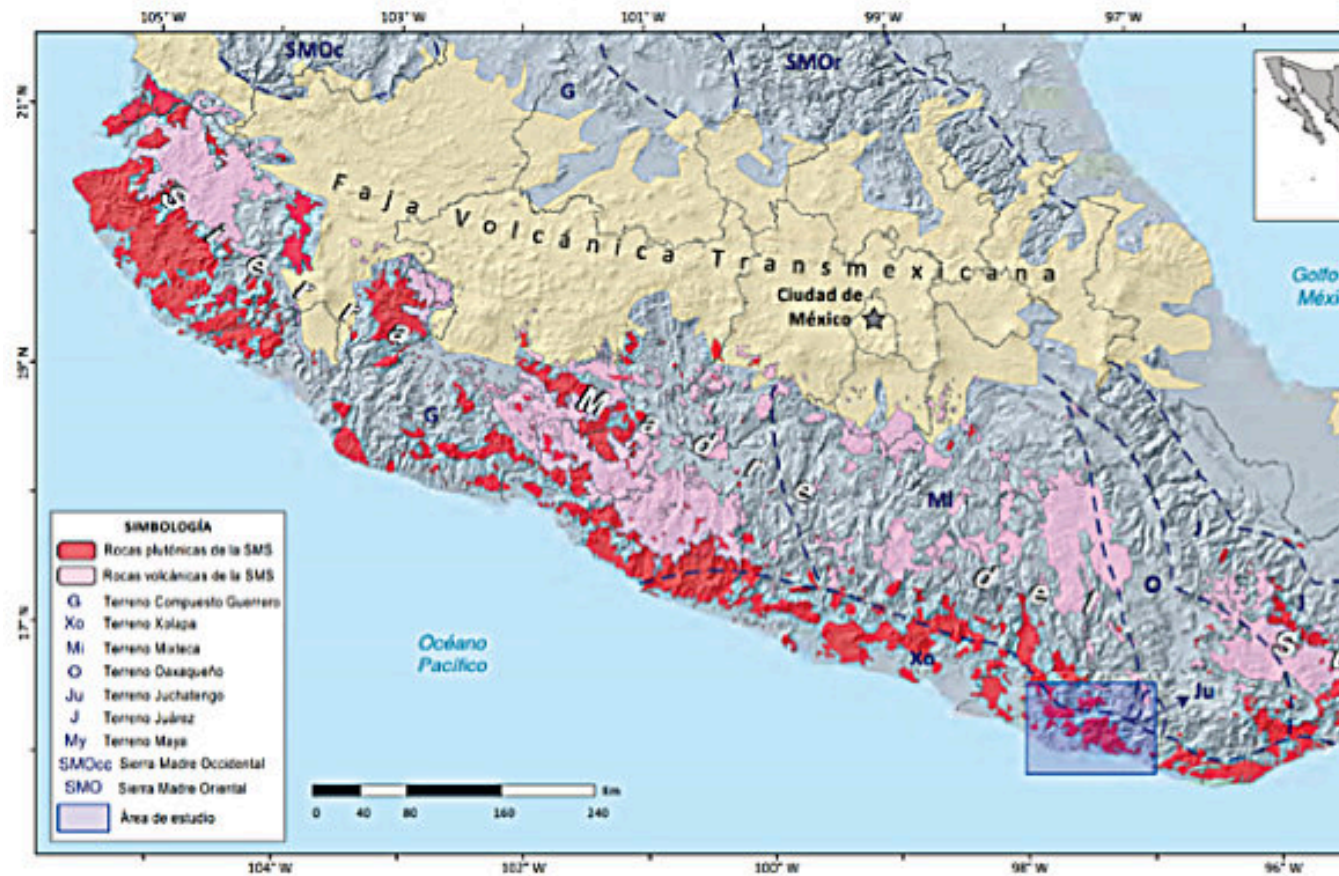 105° W 103° W 101° W 99° W 97° W
21° N
19° N
17° N
SMOc
SMOr
G
Faja Volcánica Transmexicana
Ciudad de
México
Golfo
Méxi
Sierra Madre del S
G
Mi
O
Xo
Ju
Océano
Pacífico
SIMBOLOGÍA
Rocas plutónicas de la SMS
Rocas volcánicas de la SMS
G Terreno Compuesto Guerrero
Xo Terreno Xolapa
Mi Terreno Mixteca
O Terreno Oaxaqueño
Ju Terreno Juchatengo
J Terreno Juárez
My Terreno Maya
SMOcc Sierra Madre Occidental
SMO Sierra Madre Oriental
Área de estudio
Km
0 40 80 160 240
104° W 102° W 100° W 98° W 96° W